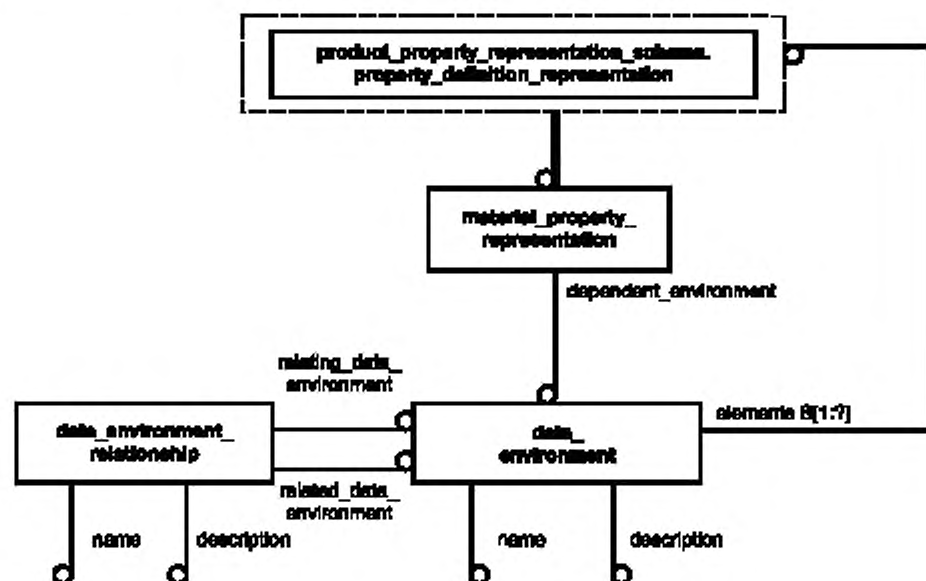 product_property_representation_schema.
property_definition_representation
material_property_
representation
dependent_environment
relating_data_
environment
data_environment_
relationship
data_
environment
elements S[1:?]
related_data_
environment
name
description
name
description